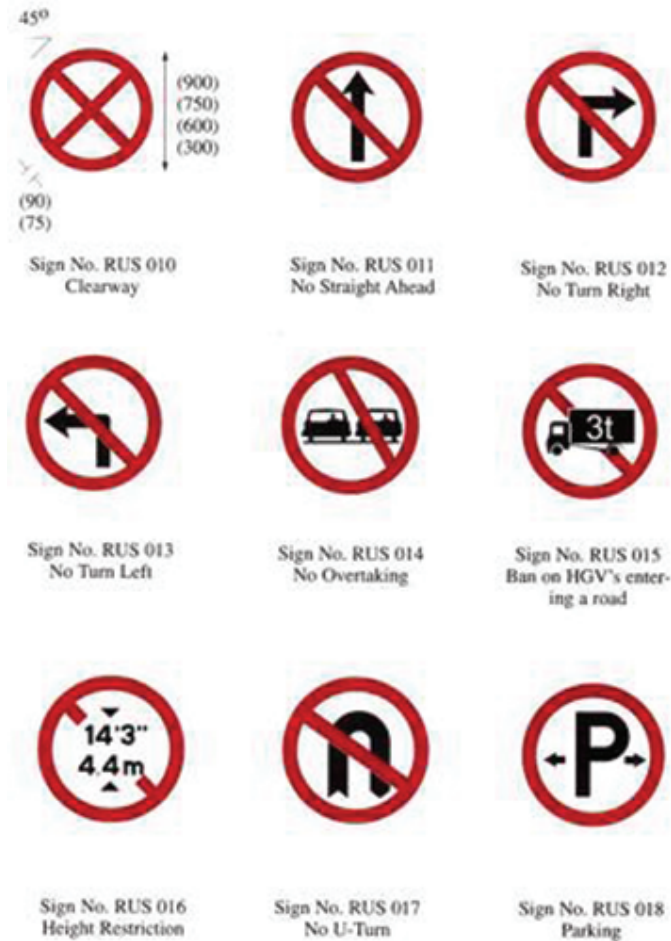 45º
(900)
(750)
(600)
(300)
(90)
(75)
Sign No. RUS 010
Clearway
Sign No. RUS 011
No Straight Ahead
Sign No. RUS 012
No Turn Right
Sign No. RUS 013
No Turn Left
Sign No. RUS 014
No Overtaking
3t
Sign No. RUS 015
Ban on HGV's enter-
ing a road
14'3"
4.4m
Sign No. RUS 016
Height Restriction
Sign No. RUS 017
No U-Turn
P
Sign No. RUS 018
Parking